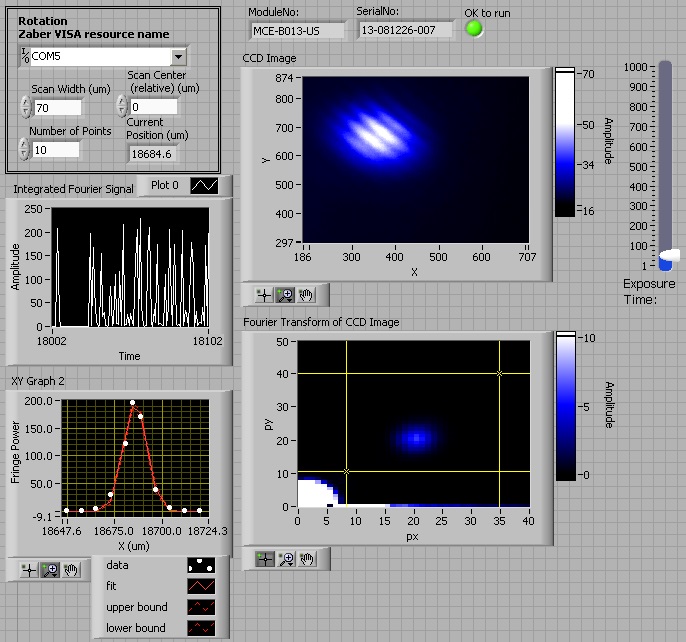 Rotation
Zaber VISA resource name
COM5
Scan Width (um)
70
Scan Center
(relative) (um)
0
Number of Points
10
Current
Position (um)
18684.6
ModuleNo:
MCE-B013-US
SerialNo:
13-081226-007
OK to run
CCD Image
874
800
700
600
500
400
297
Y
186
300
400
500
600
707
X
70
50
34
16
Amplitude
1000
900
800
700
600
500
400
300
200
100
1
Exposure
Time:
Integrated Fourier Signal
Plot 0
250
200
150
100
50
0
Amplitude
18002
18102
Time
Fourier Transform of CCD Image
50
40
30
20
10
0
py
0
5
10
15
20
25
30
35
40
px
10
5
0
Amplitude
XY Graph 2
200.0
150.0
100.0
50.0
-9.1
Fringe Power
18647.6
18675.0
18700.0
18724.3
X (um)
data
fit
upper bound
lower bound